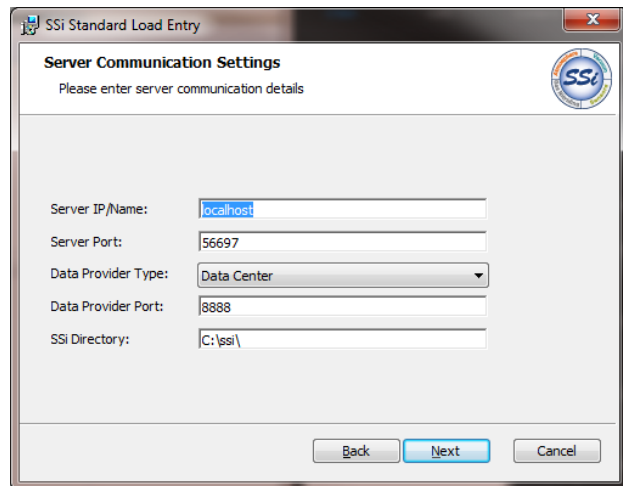 SSi Standard Load Entry
Server Communication Settings
Please enter server communication details
SSi
Server IP/Name: localhost
Server Port: 56697
Data Provider Type: Data Center
Data Provider Port: 8888
SSi Directory: C:\ssi\
Back Next Cancel